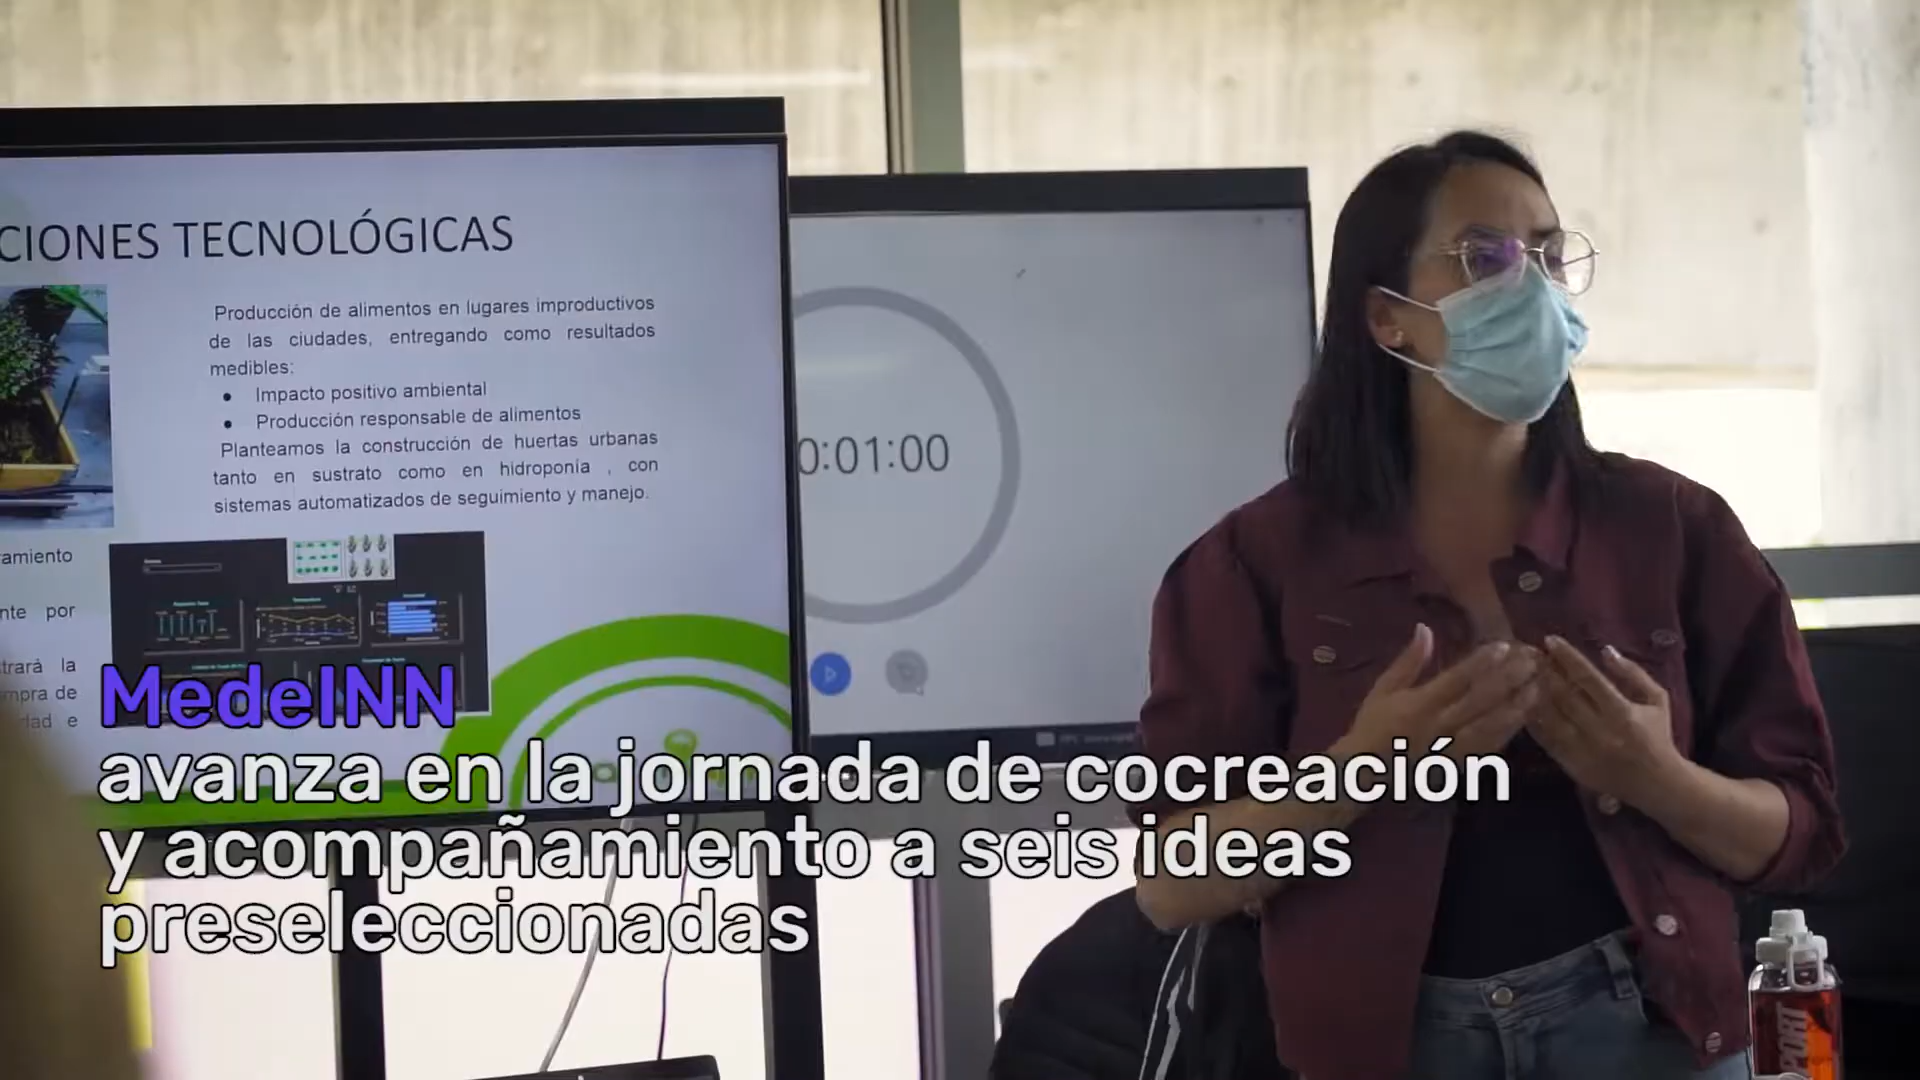 CIONES TECNOLÓGICAS
Producción de alimentos en lugares improductivos
de las ciudades, entregando como resultados
medibles:
• Impacto positivo ambiental
• Producción responsable de alimentos
Planteamos la construcción de huertas urbanas
tanto en sustrato como en hidroponía , con
sistemas automatizados de seguimiento y manejo.
amiento
nte por
trará la
mpra de
dad e
0:01:00
MedeINN
avanza en la jornada de cocreación
y acompañamiento a seis ideas
preseleccionadas
PORT